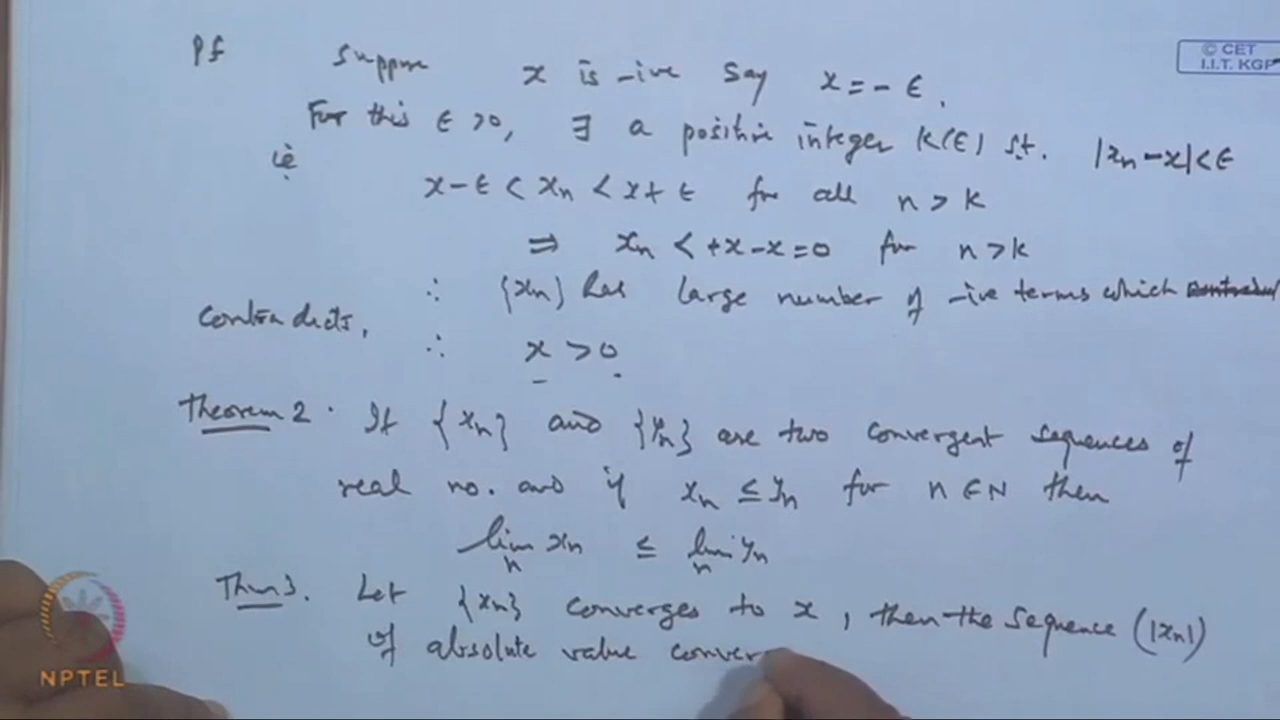 © CET
I.I.T. KGP
Pf Suppose x is -ive say x = - ε.
For this ε >0, ∃ a positive integer K(ε) s.t. |xn - x| < ε
ie x-ε < xn < x+ε for all n > K
⇒ xn < +x-x=0 for n>K
∴ {xn} has large number of -ive terms which
contradicts.
∴ x >0
Theorem 2. If {xn} and {yn} are two convergent sequences of
real no. and if xn ≤ yn for n ∈ N then
lim xn ≤ lim yn
n n
Thm 3. Let {xn} converges to x, then the sequence (|xn|)
of absolute value conver
NPTEL